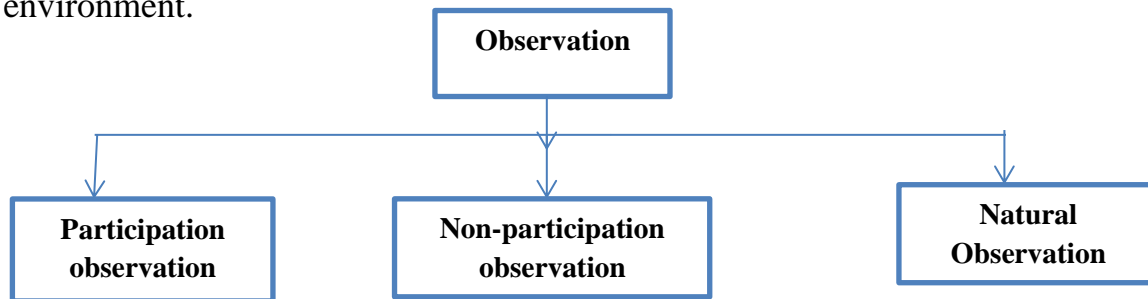 environment.
Observation
Participation
observation
Non-participation
observation
Natural
Observation